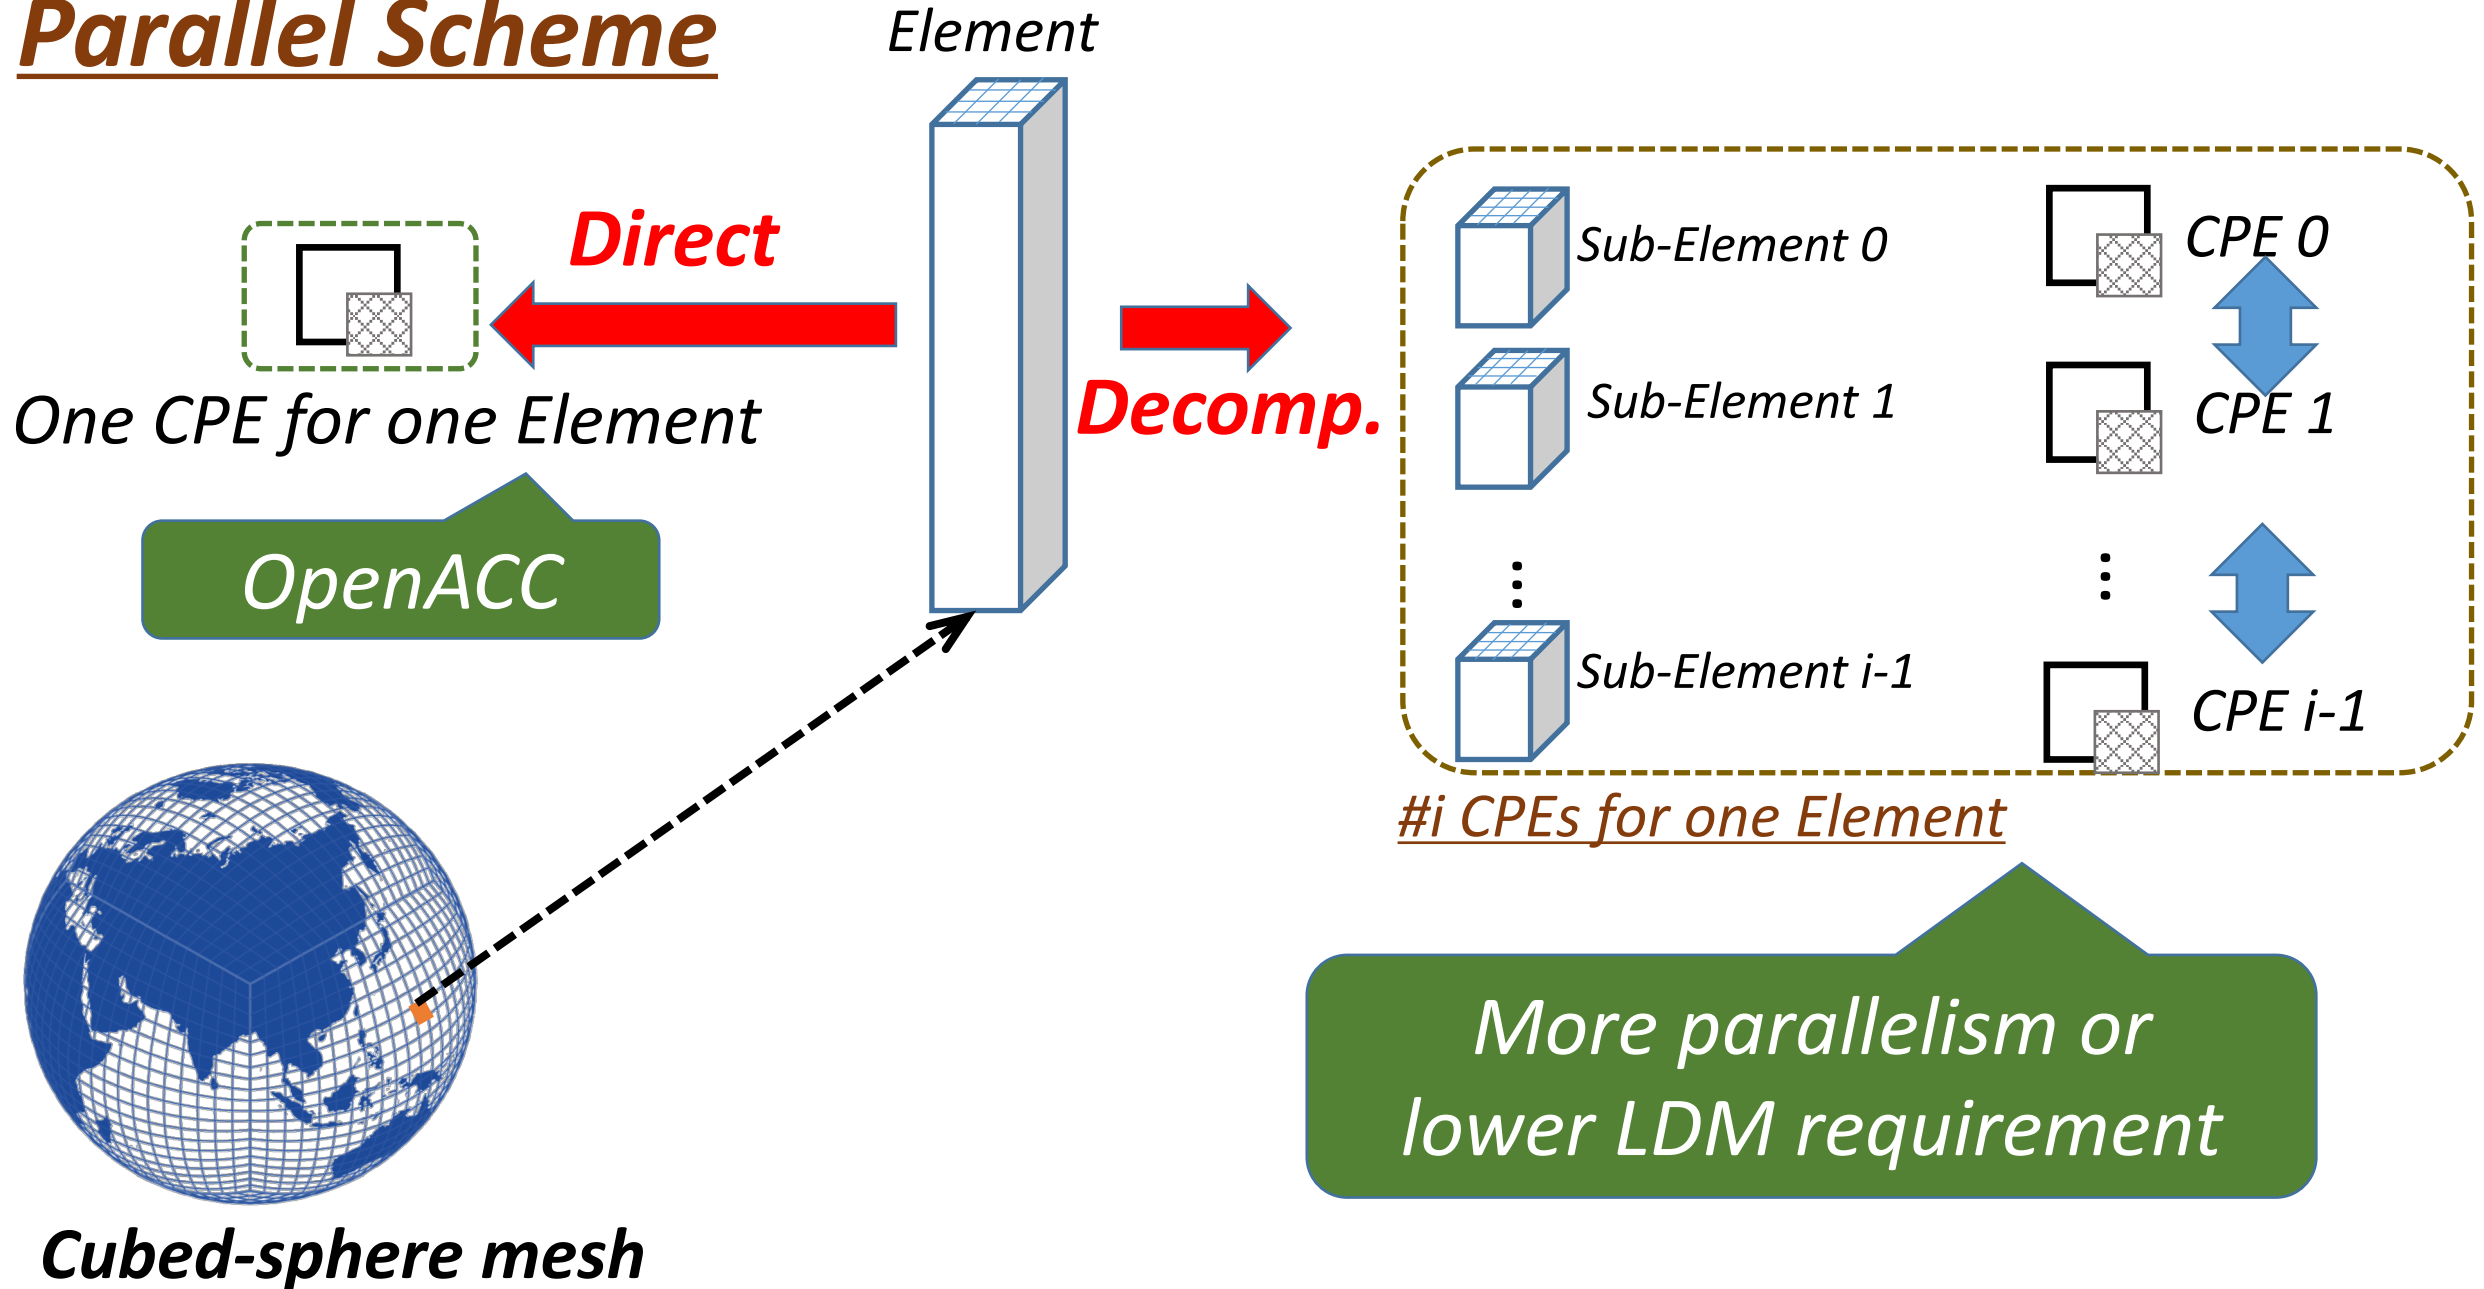 Parallel Scheme
Element
Direct
One CPE for one Element
OpenACC
Decomp.
Sub-Element 0
CPE 0
Sub-Element 1
CPE 1
⋮
⋮
Sub-Element i-1
CPE i-1
#i CPEs for one Element
More parallelism or
lower LDM requirement
Cubed-sphere mesh